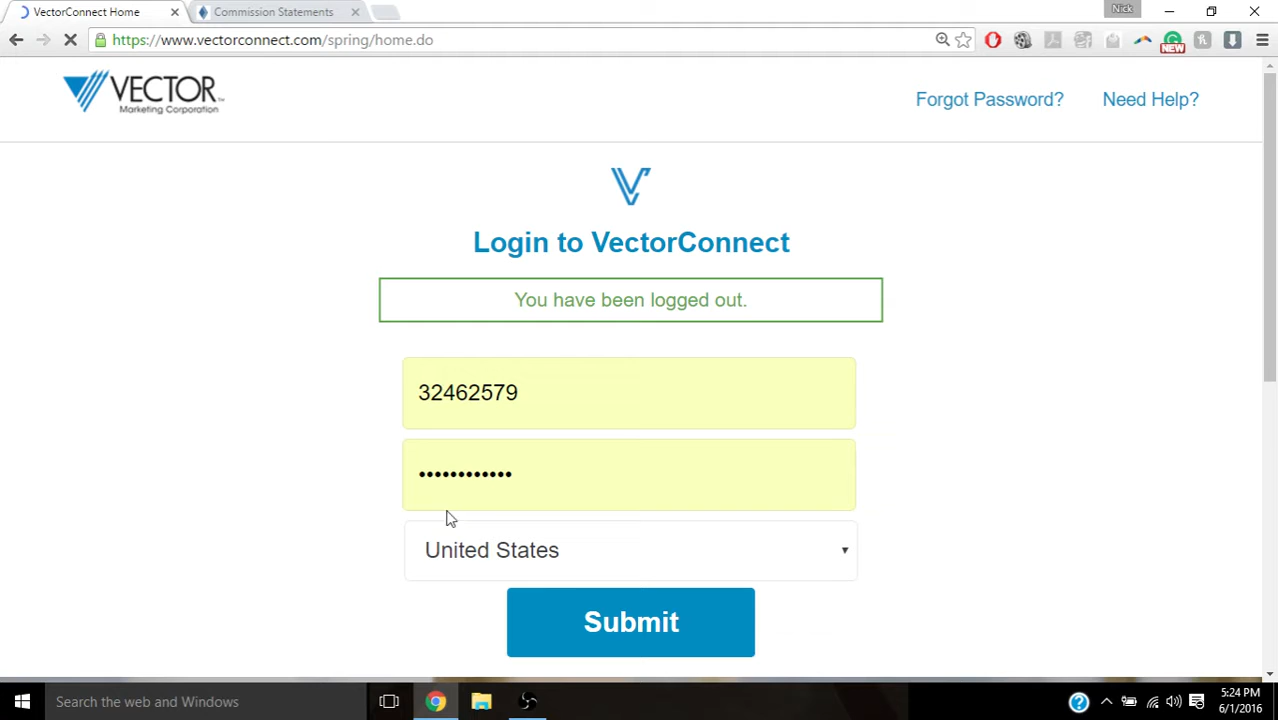 VectorConnect Home
Commission Statements
Nick
https://www.vectorconnect.com/spring/home.do
NEW
VECTOR
Marketing Corporation
Forgot Password?
Need Help?
Login to VectorConnect
You have been logged out.
32462579
••••••••••••
United States
Submit
Search the web and Windows
5:24 PM
6/1/2016